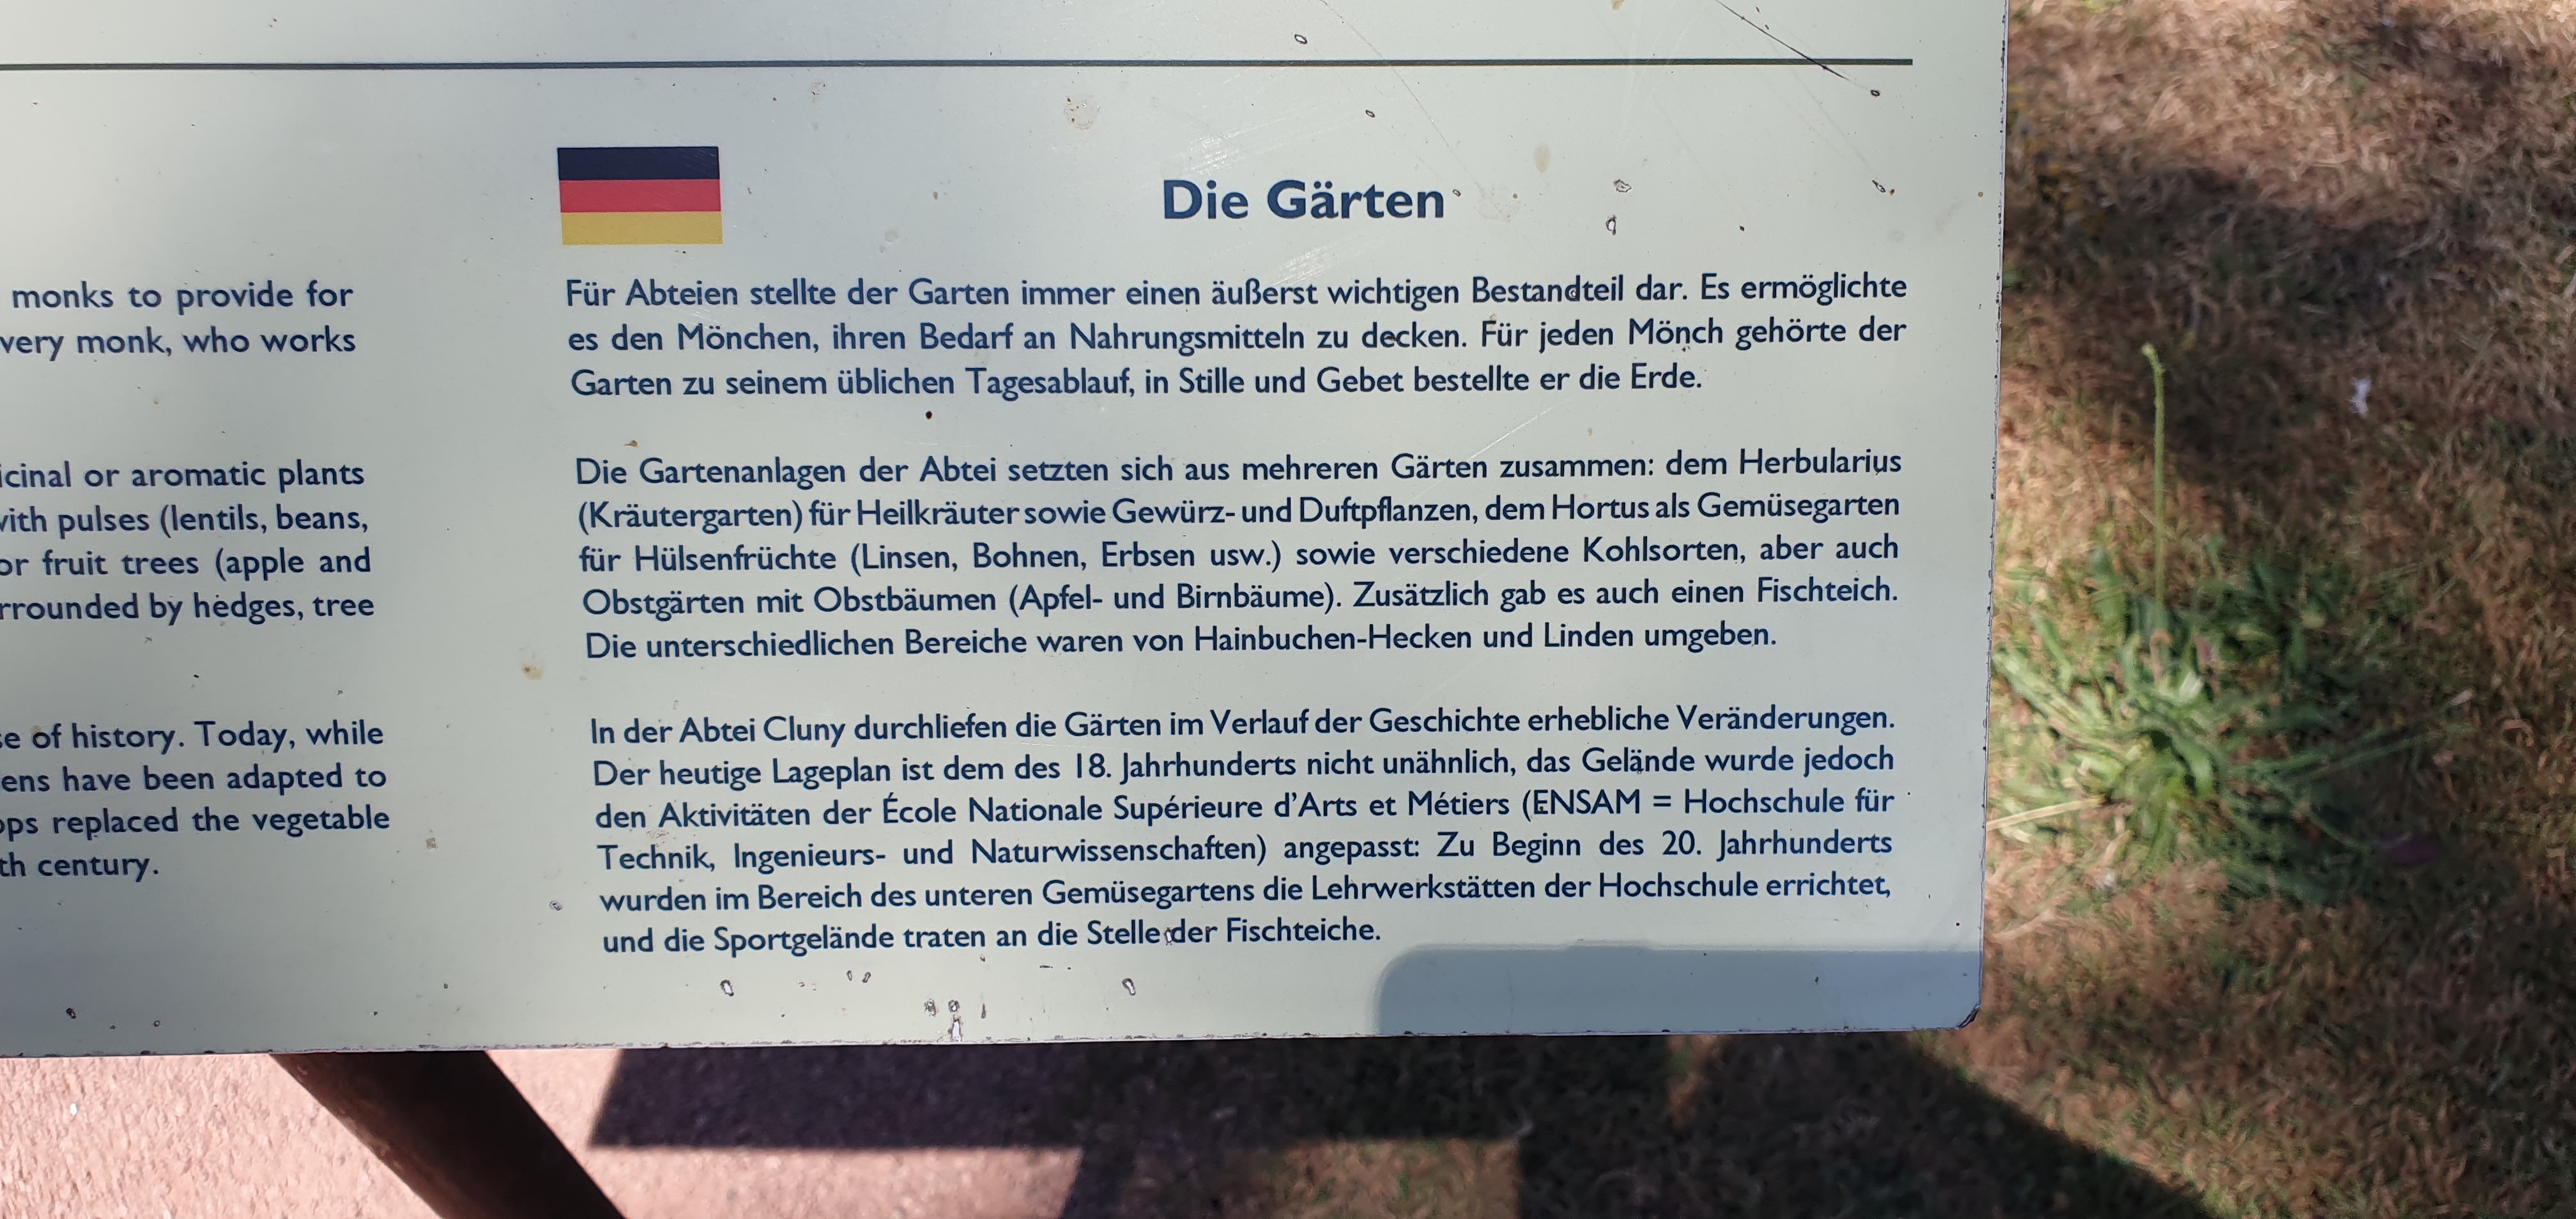 monks to provide for
very monk, who works
icinal or aromatic plants
with pulses (lentils, beans,
or fruit trees (apple and
rrounded by hedges, tree
se of history. Today, while
ens have been adapted to
ops replaced the vegetable
th century.
Die Gärten
Für Abteien stellte der Garten immer einen äußerst wichtigen Bestandteil dar. Es ermöglichte
es den Mönchen, ihren Bedarf an Nahrungsmitteln zu decken. Für jeden Mönch gehörte der
Garten zu seinem üblichen Tagesablauf, in Stille und Gebet bestellte er die Erde.
Die Gartenanlagen der Abtei setzten sich aus mehreren Gärten zusammen: dem Herbularius
(Kräutergarten) für Heilkräuter sowie Gewürz- und Duftpflanzen, dem Hortus als Gemüsegarten
für Hülsenfrüchte (Linsen, Bohnen, Erbsen usw.) sowie verschiedene Kohlsorten, aber auch
Obstgärten mit Obstbäumen (Apfel- und Birnbäume). Zusätzlich gab es auch einen Fischteich.
Die unterschiedlichen Bereiche waren von Hainbuchen-Hecken und Linden umgeben.
In der Abtei Cluny durchliefen die Gärten im Verlauf der Geschichte erhebliche Veränderungen.
Der heutige Lageplan ist dem des 18. Jahrhunderts nicht unähnlich, das Gelände wurde jedoch
den Aktivitäten der École Nationale Supérieure d'Arts et Métiers (ENSAM = Hochschule für
Technik, Ingenieurs- und Naturwissenschaften) angepasst: Zu Beginn des 20. Jahrhunderts
wurden im Bereich des unteren Gemüsegartens die Lehrwerkstätten der Hochschule errichtet,
und die Sportgelände traten an die Stelle der Fischteiche.